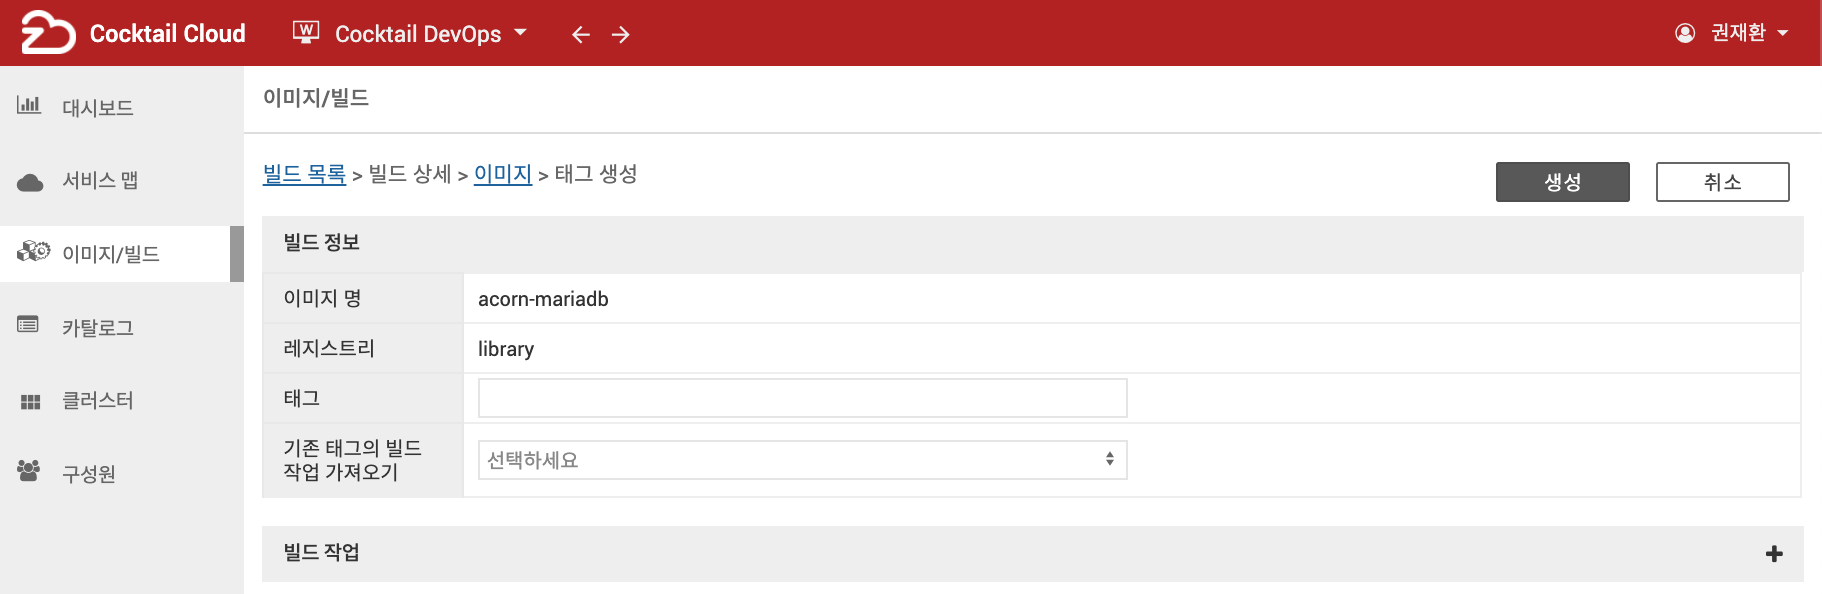 Cocktail Cloud
W Cocktail DevOps
권재환
대시보드
서비스 맵
이미지/빌드
카탈로그
클러스터
구성원
이미지/빌드
빌드 목록 > 빌드 상세 > 이미지 > 태그 생성
생성
취소
빌드 정보
이미지 명
acorn-mariadb
레지스트리
library
태그
기존 태그의 빌드
작업 가져오기
선택하세요
빌드 작업